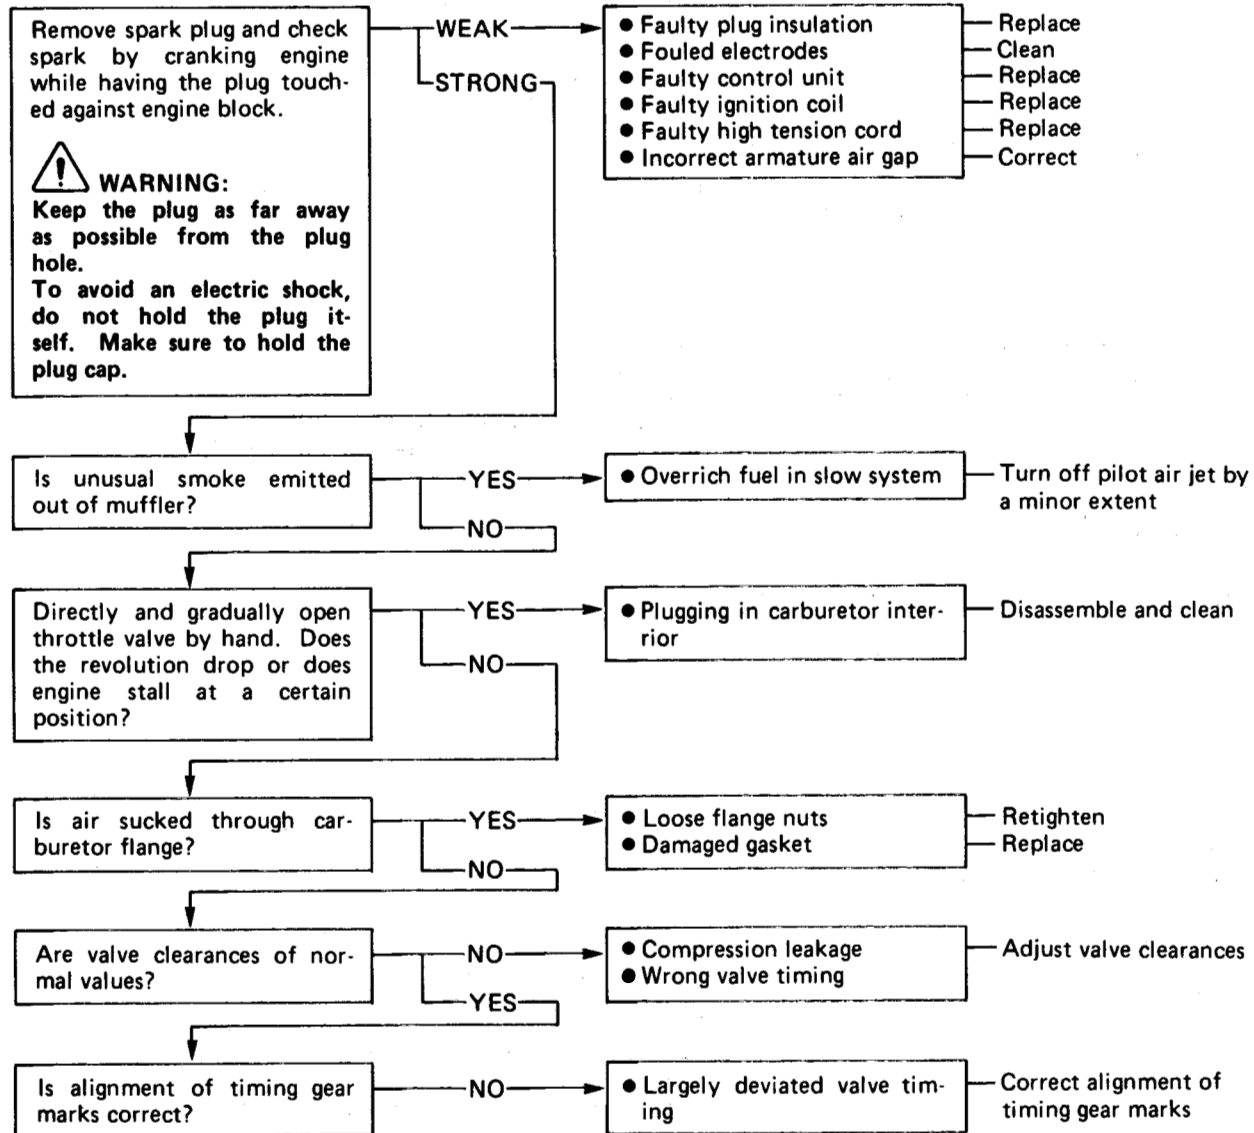 Remove spark plug and check
spark by cranking engine
while having the plug touch-
ed against engine block.
WARNING:
Keep the plug as far away
as possible from the plug
hole.
To avoid an electric shock,
do not hold the plug it-
self. Make sure to hold the
plug cap.
WEAK
STRONG
● Faulty plug insulation
● Fouled electrodes
● Faulty control unit
● Faulty ignition coil
● Faulty high tension cord
● Incorrect armature air gap
Replace
Clean
Replace
Replace
Replace
Correct
Is unusual smoke emitted
out of muffler?
YES
NO
● Overrich fuel in slow system
Turn off pilot air jet by
a minor extent
Directly and gradually open
throttle valve by hand. Does
the revolution drop or does
engine stall at a certain
position?
YES
NO
● Plugging in carburetor inter-
rior
Disassemble and clean
Is air sucked through car-
buretor flange?
YES
NO
● Loose flange nuts
● Damaged gasket
Retighten
Replace
Are valve clearances of nor-
mal values?
NO
YES
● Compression leakage
● Wrong valve timing
Adjust valve clearances
Is alignment of timing gear
marks correct?
NO
● Largely deviated valve tim-
ing
Correct alignment of
timing gear marks